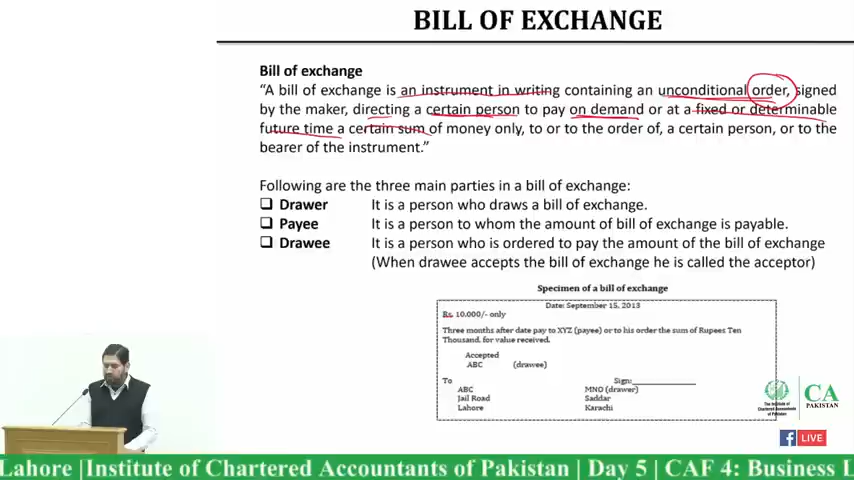 BILL OF EXCHANGE
Bill of exchange
“A bill of exchange is an instrument in writing containing an unconditional order, signed
by the maker, directing a certain person to pay on demand or at a fixed or determinable
future time a certain sum of money only, to or to the order of, a certain person, or to the
bearer of the instrument.”
Following are the three main parties in a bill of exchange:
❑ Drawer It is a person who draws a bill of exchange.
❑ Payee It is a person to whom the amount of bill of exchange is payable.
❑ Drawee It is a person who is ordered to pay the amount of the bill of exchange
(When drawee accepts the bill of exchange he is called the acceptor)
Specimen of a bill of exchange
Date: September 15, 2013
Rs. 10,000/- only
Three months after date pay to XYZ (payee) or to his order the sum of Rupees Ten
Thousand, for value received.
Accepted
ABC (drawee)
To Sign:
ABC MNO (drawer)
Jail Road Saddar
Lahore Karachi
The Institute of
Chartered Accountants
of Pakistan
CA
PAKISTAN
f LIVE
Lahore |Institute of Chartered Accountants of Pakistan | Day 5 | CAF 4: Business L